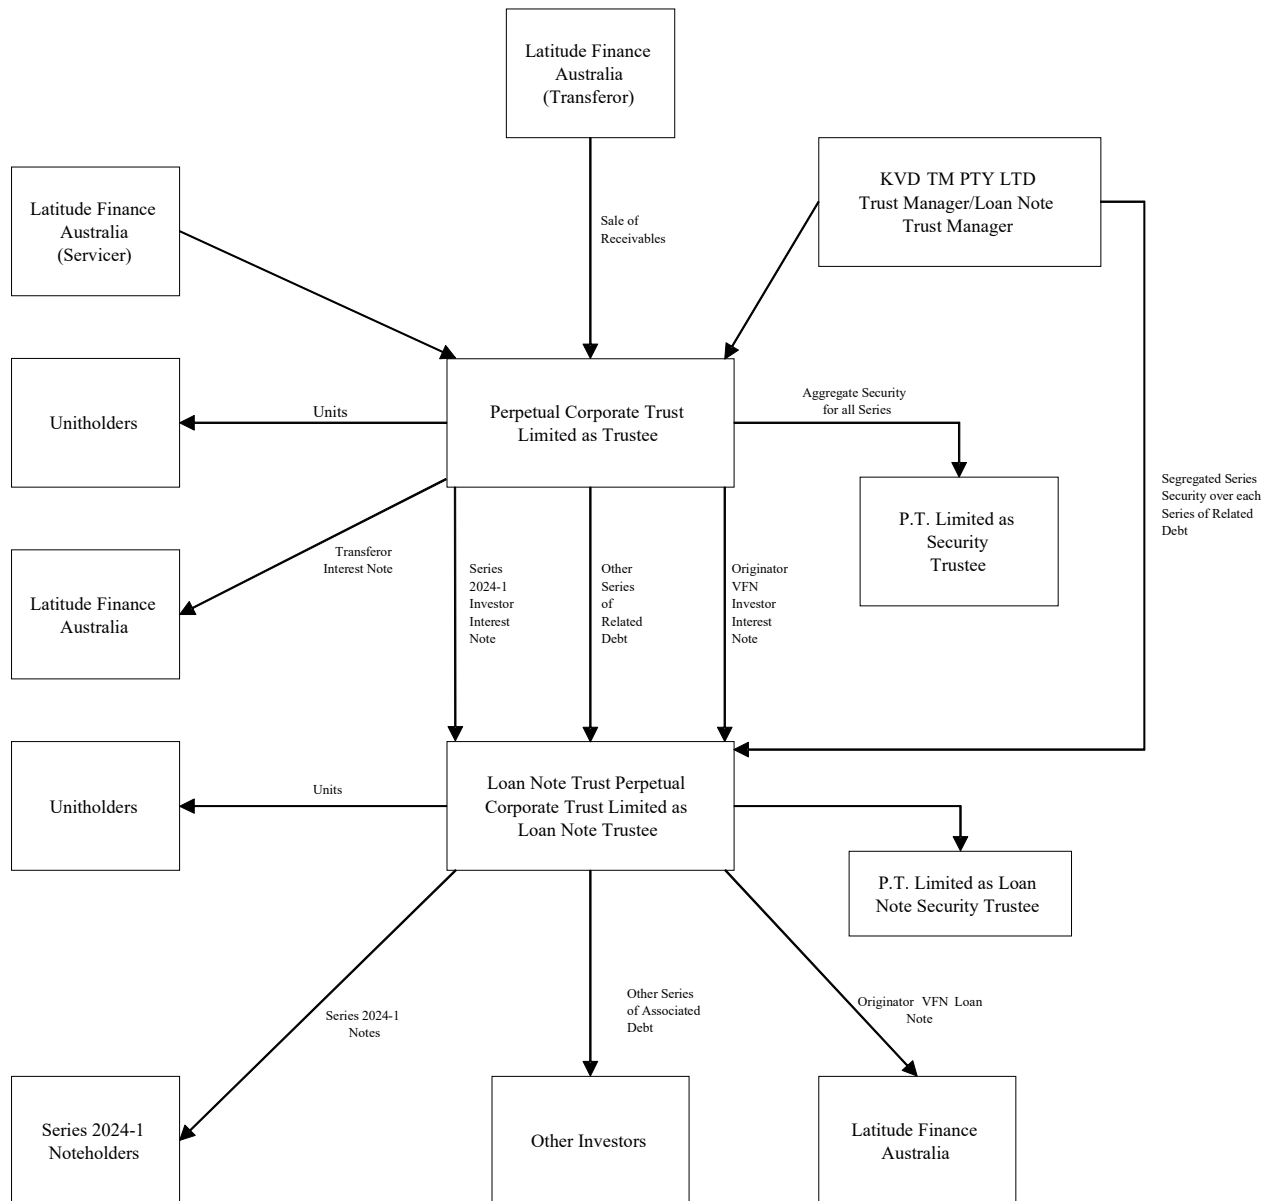 Latitude Finance
Australia
(Transferor)
KVD TM PTY LTD
Trust Manager/Loan Note
Trust Manager
Latitude Finance
Australia
(Servicer)
Sale of
Receivables
Unitholders
Units
Perpetual Corporate Trust
Limited as Trustee
Aggregate Security
for all Series
Segregated Series
Security over each
Series of Related
Debt
P.T. Limited as
Security
Trustee
Transferor
Interest Note
Latitude Finance
Australia
Series
2024-1
Investor
Interest
Note
Other
Series
of
Related
Debt
Originator
VFN
Investor
Interest
Note
Unitholders
Units
Loan Note Trust Perpetual
Corporate Trust Limited as
Loan Note Trustee
P.T. Limited as Loan
Note Security Trustee
Series 2024-1
Notes
Other Series
of Associated
Debt
Originator VFN Loan
Note
Series 2024-1
Noteholders
Other Investors
Latitude Finance
Australia